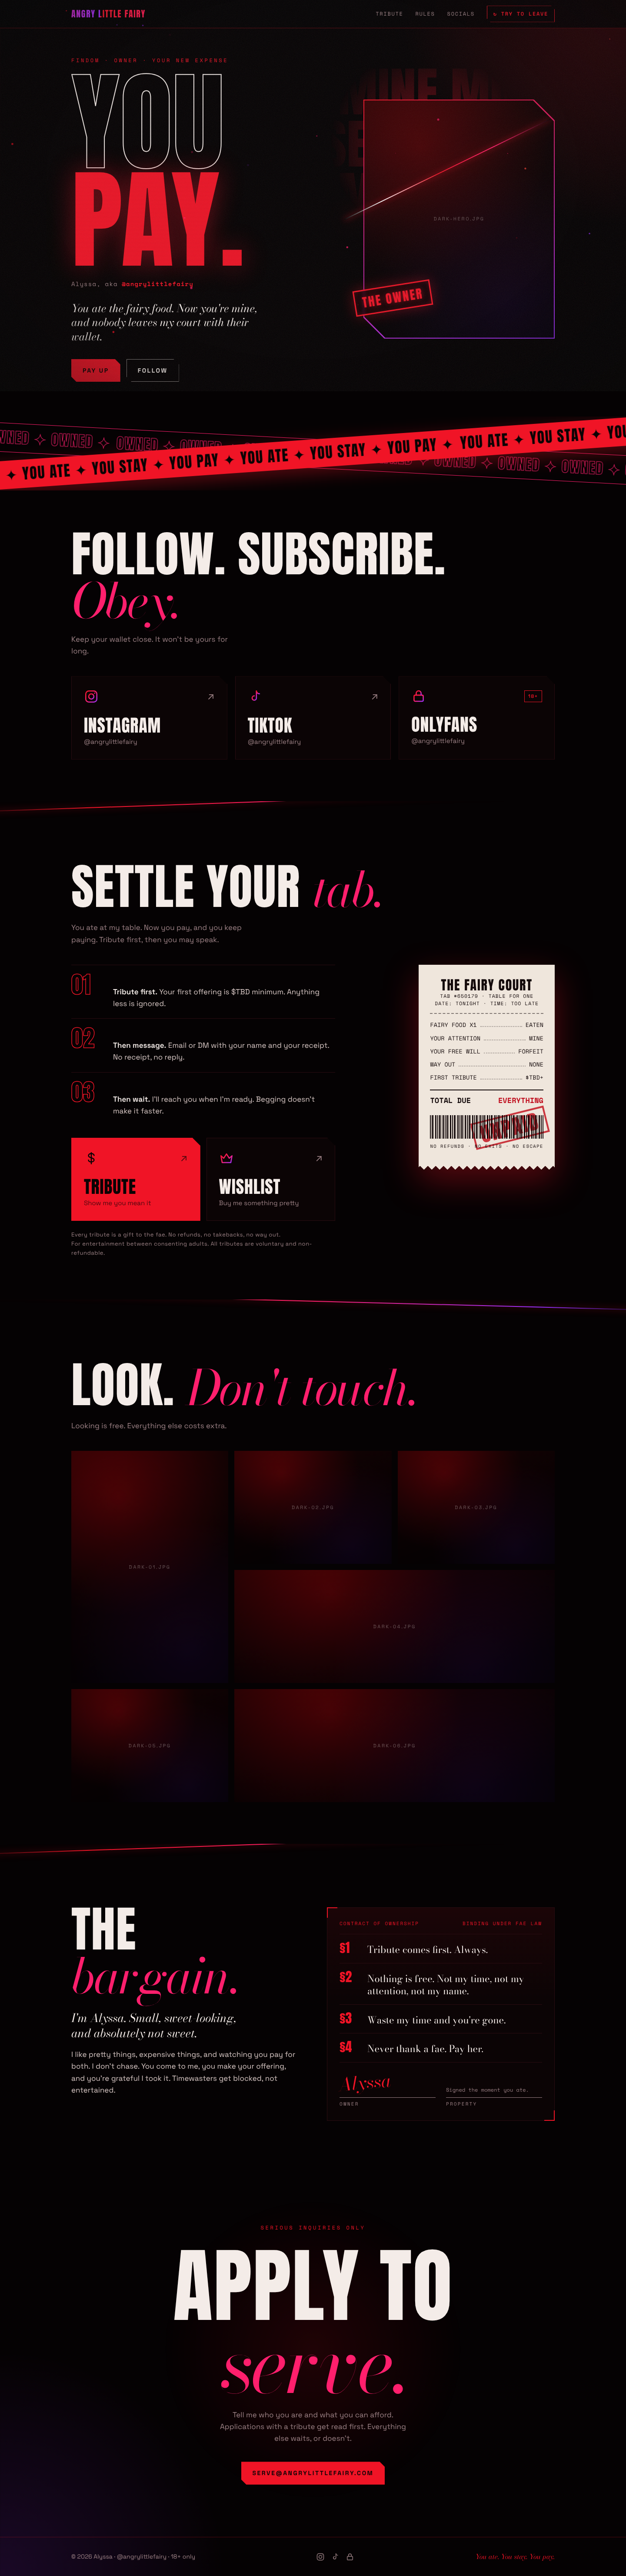 ANGRY LITTLE FAIRY
TRIBUTE RULES SOCIALS ↳ TRY TO LEAVE
FINDOM · OWNER · YOUR NEW EXPENSE
YOU
PAY.
Alyssa, aka @angrylittlefairy
You ate the fairy food. Now you're mine,
and nobody leaves my court with their
wallet.
PAY UP FOLLOW
DARK-HERO.JPG
THE OWNER
OWNED ✧ OWNED ✧ OWNED ✧ OWNED
✦ YOU ATE ✦ YOU STAY ✦ YOU PAY ✦ YOU ATE ✦ YOU STAY ✦ YOU PAY ✦ YOU ATE ✦ YOU STAY ✦ YOU
OWNED ✧ OWNED ✧ OWNED ✧
FOLLOW. SUBSCRIBE.
Obey.
Keep your wallet close. It won't be yours for
long.
INSTAGRAM
@angrylittlefairy
TIKTOK
@angrylittlefairy
18+
ONLYFANS
@angrylittlefairy
SETTLE YOUR tab.
You ate at my table. Now you pay, and you keep
paying. Tribute first, then you may speak.
01 Tribute first. Your first offering is $TBD minimum. Anything
less is ignored.
02 Then message. Email or DM with your name and your receipt.
No receipt, no reply.
03 Then wait. I'll reach you when I'm ready. Begging doesn't
make it faster.
$
TRIBUTE
Show me you mean it
WISHLIST
Buy me something pretty
Every tribute is a gift to the fae. No refunds, no takebacks, no way out.
For entertainment between consenting adults. All tributes are voluntary and non-
refundable.
THE FAIRY COURT
TAB #550179 · TABLE FOR ONE
DATE: TONIGHT · TIME: TOO LATE
FAIRY FOOD X1 EATEN
YOUR ATTENTION MINE
YOUR FREE WILL FORFEIT
WAY OUT NONE
FIRST TRIBUTE $TBD+
TOTAL DUE EVERYTHING
UNPAID
NO REFUNDS · NO EXITS · NO ESCAPE
LOOK. Don't touch.
Looking is free. Everything else costs extra.
DARK-01.JPG
DARK-02.JPG
DARK-03.JPG
DARK-04.JPG
DARK-05.JPG
DARK-06.JPG
THE
bargain.
I'm Alyssa. Small, sweet-looking,
and absolutely not sweet.
I like pretty things, expensive things, and watching you pay for
both. I don't chase. You come to me, you make your offering,
and you're grateful I took it. Timewasters get blocked, not
entertained.
CONTRACT OF OWNERSHIP BINDING UNDER FAE LAW
§1 Tribute comes first. Always.
§2 Nothing is free. Not my time, not my
attention, not my name.
§3 Waste my time and you're gone.
§4 Never thank a fae. Pay her.
Alyssa
OWNER
Signed the moment you ate.
PROPERTY
SERIOUS INQUIRIES ONLY
APPLY TO
serve.
Tell me who you are and what you can afford.
Applications with a tribute get read first. Everything
else waits, or doesn't.
SERVE@ANGRYLITTLEFAIRY.COM
© 2026 Alyssa · @angrylittlefairy · 18+ only
You ate. You stay. You pay.